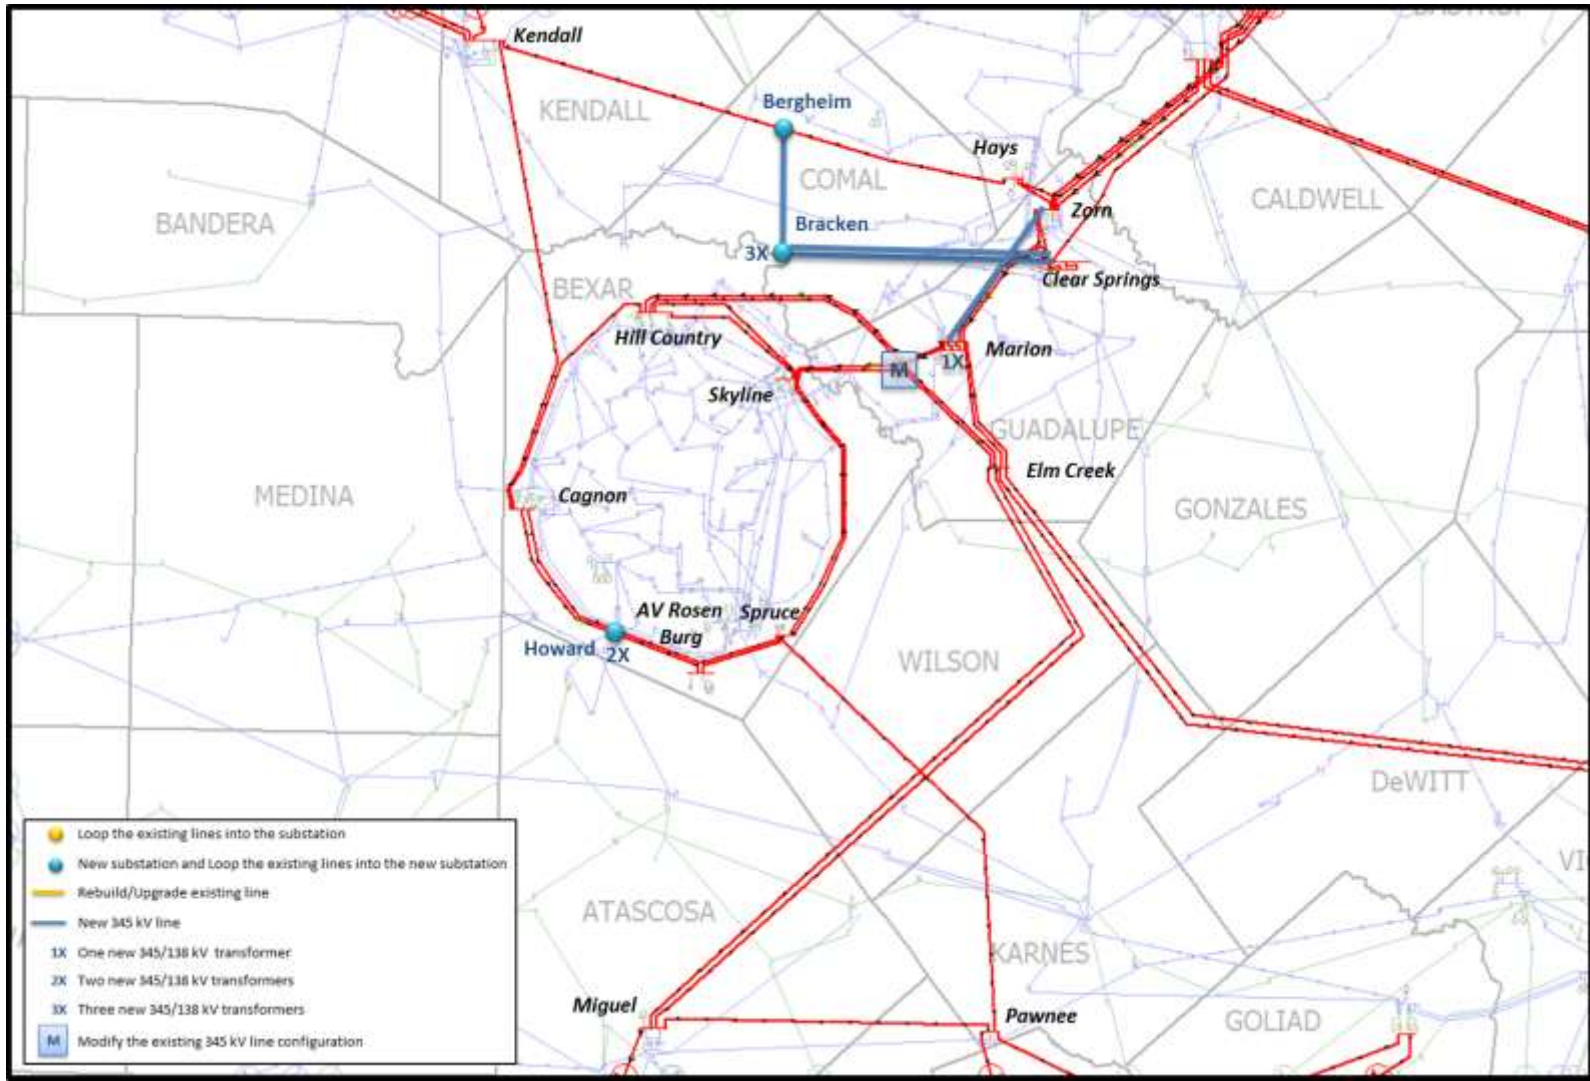 Kendall
KENDALL
Bergheim
Hays
COMAL
BANDERA
CALDWELL
Zorn
Bracken
3X
Clear Springs
BEXAR
Hill Country
Marion
1X
M
Skyline
GUADALUPE
Elm Creek
Cagnon
MEDINA
GONZALES
AV Rosen
Burg
Spruce
Howard
2X
WILSON
DeWITT
VI
ATASCOSA
KARNES
Miguel
Pawnee
GOLIAD
Loop the existing lines into the substation
New substation and Loop the existing lines into the new substation
Rebuild/Upgrade existing line
New 345 kV line
1X One new 345/138 kV transformer
2X Two new 345/138 kV transformers
3X Three new 345/138 kV transformers
M Modify the existing 345 kV line configuration